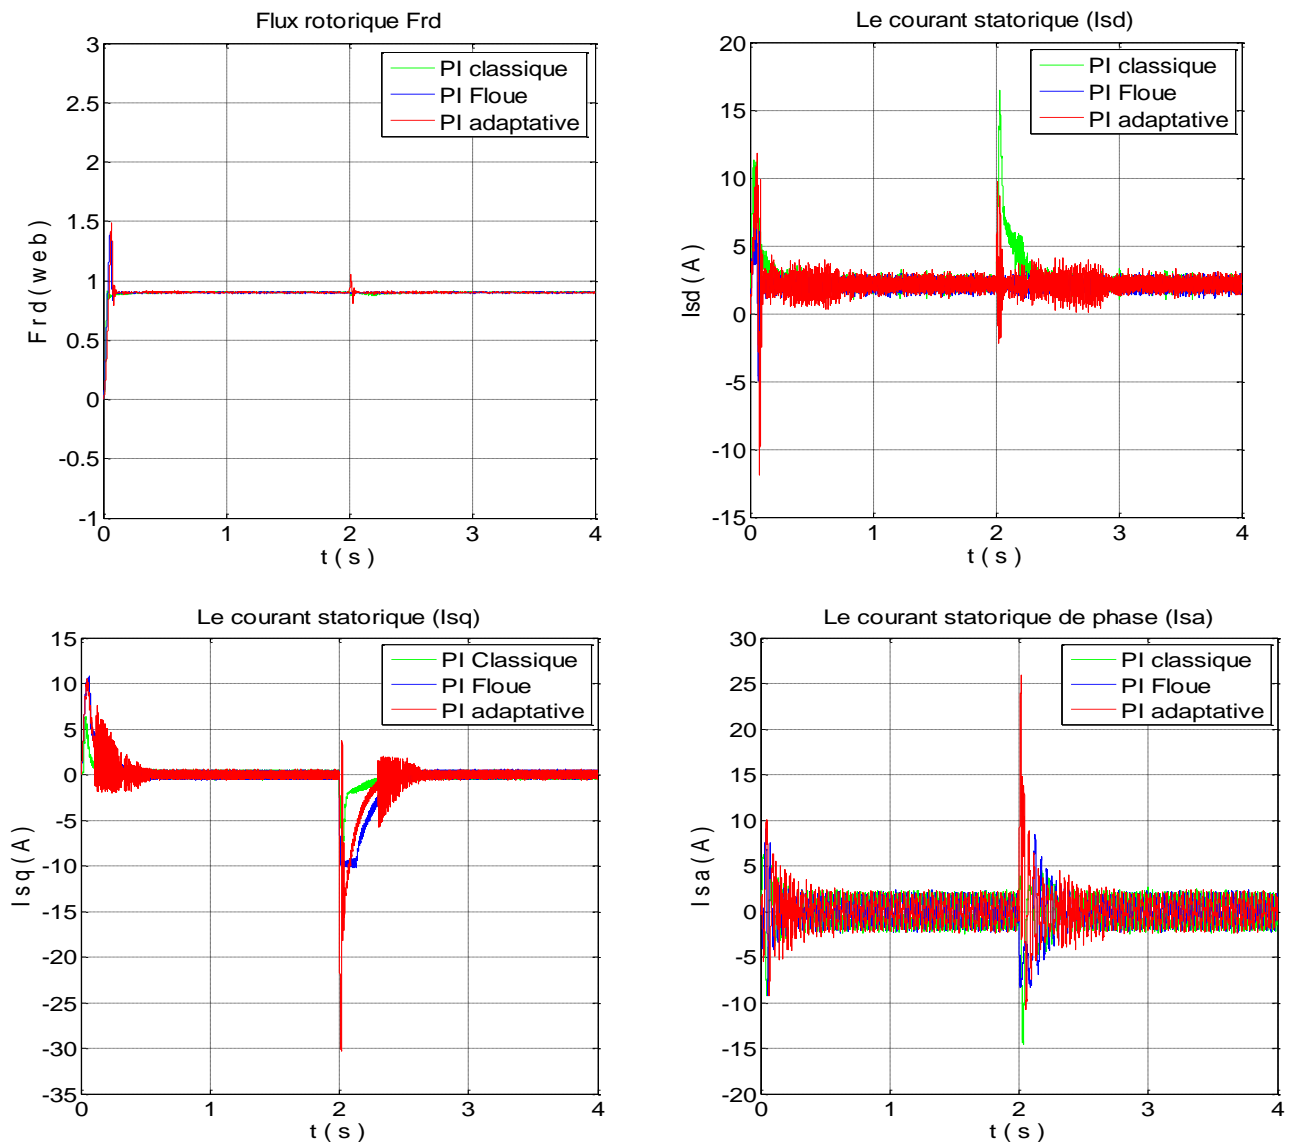 Flux rotorique Frd
3
2.5
2
1.5
1
0.5
0
-0.5
-1
Frd(web)
PI classique
PI Floue
PI adaptative
0 1 2 3 4
t(s)
Le courant statorique (Isd)
20
15
10
5
0
-5
-10
-15
Isd(A)
PI classique
PI Floue
PI adaptative
0 1 2 3 4
t(s)
Le courant statorique (Isq)
15
10
5
0
-5
-10
-15
-20
-25
-30
-35
Isq(A)
PI Classique
PI Floue
PI adaptative
0 1 2 3 4
t(s)
Le courant statorique de phase (Isa)
30
25
20
15
10
5
0
-5
-10
-15
-20
Isa(A)
PI classique
PI Floue
PI adaptative
0 1 2 3 4
t(s)